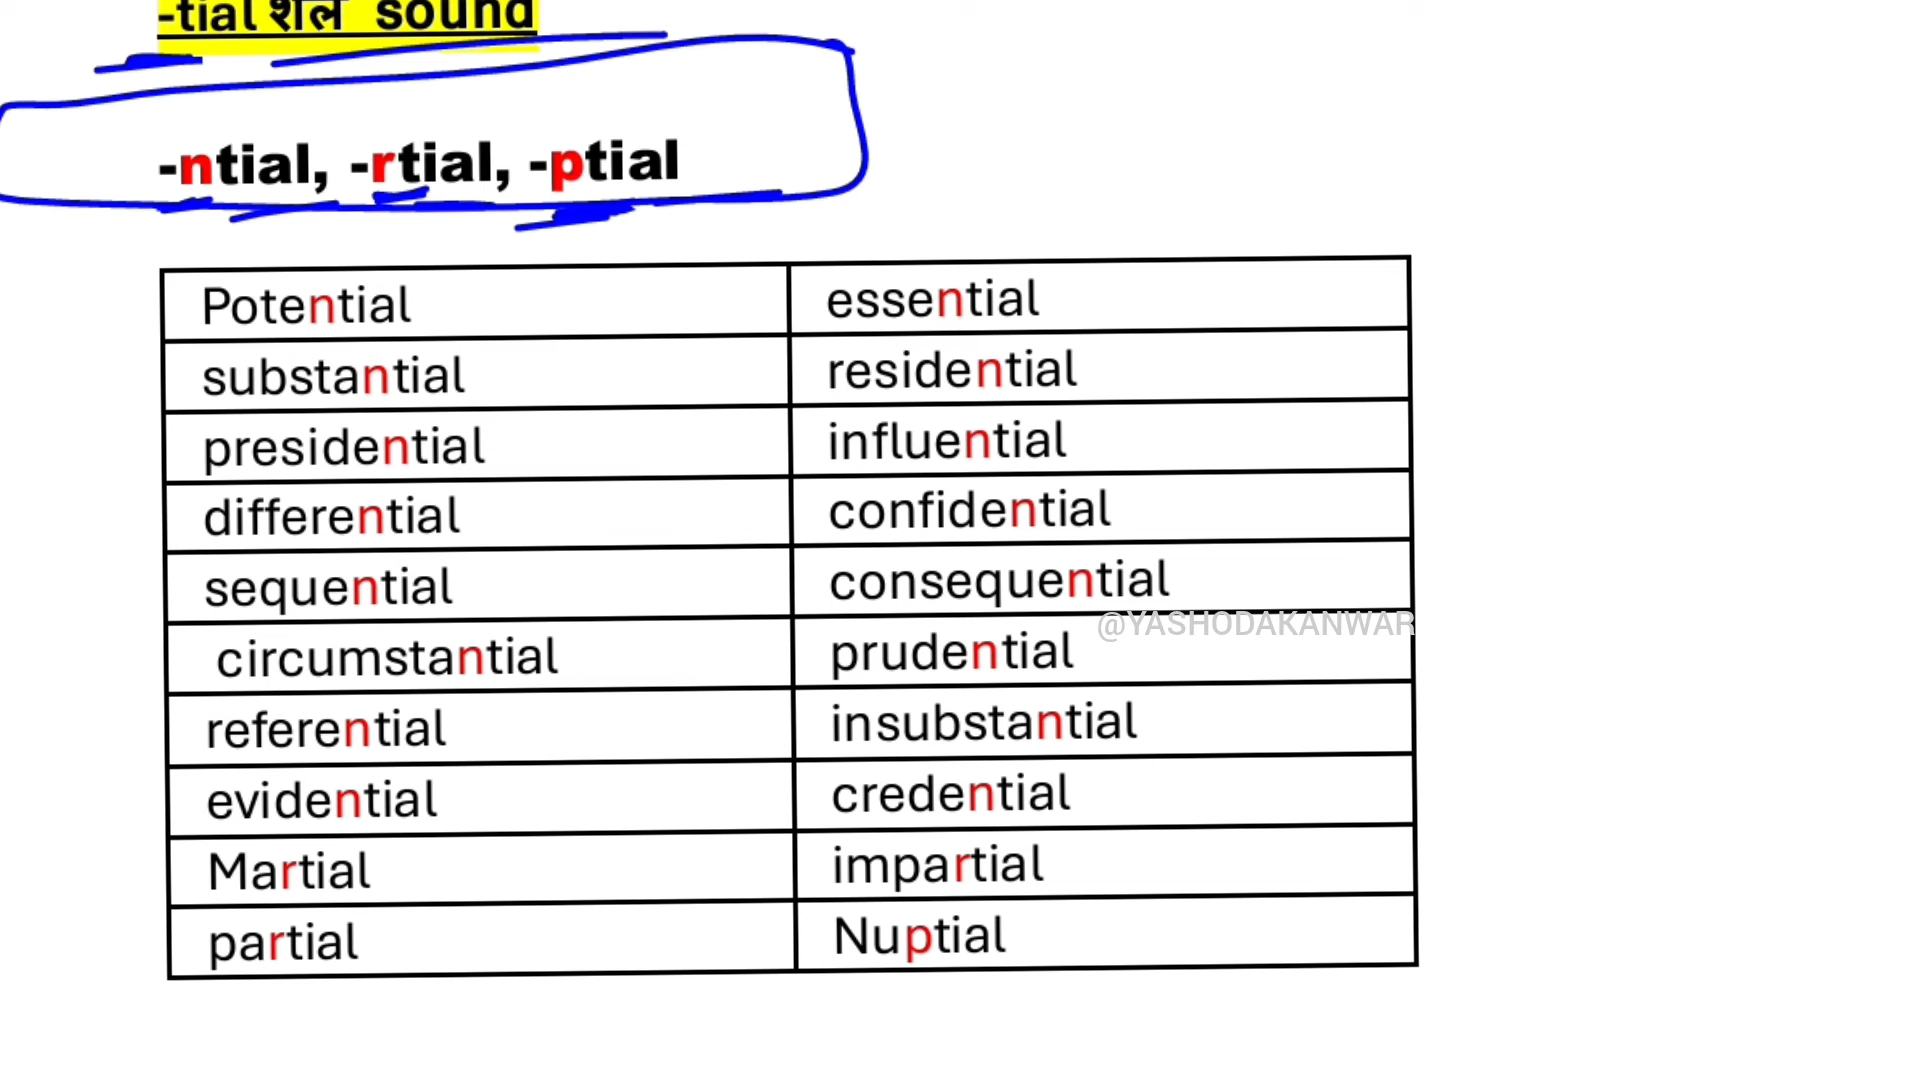 -tial शल sound
-ntial, -rtial, -ptial
Potential essential
substantial residential
presidential influential
differential confidential
sequential consequential
@YASHODAKANWAR
circumstantial prudential
referential insubstantial
evidential credential
Martial impartial
partial Nuptial